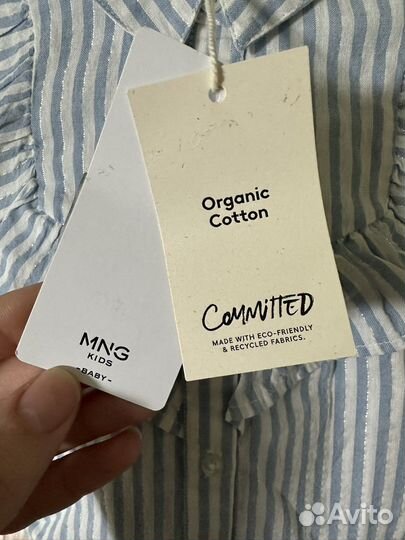 Organic
Cotton
COMMITTED
MADE WITH ECO-FRIENDLY
& RECYCLED FABRICS.
MNG
KIDS
-BABY-
Avito